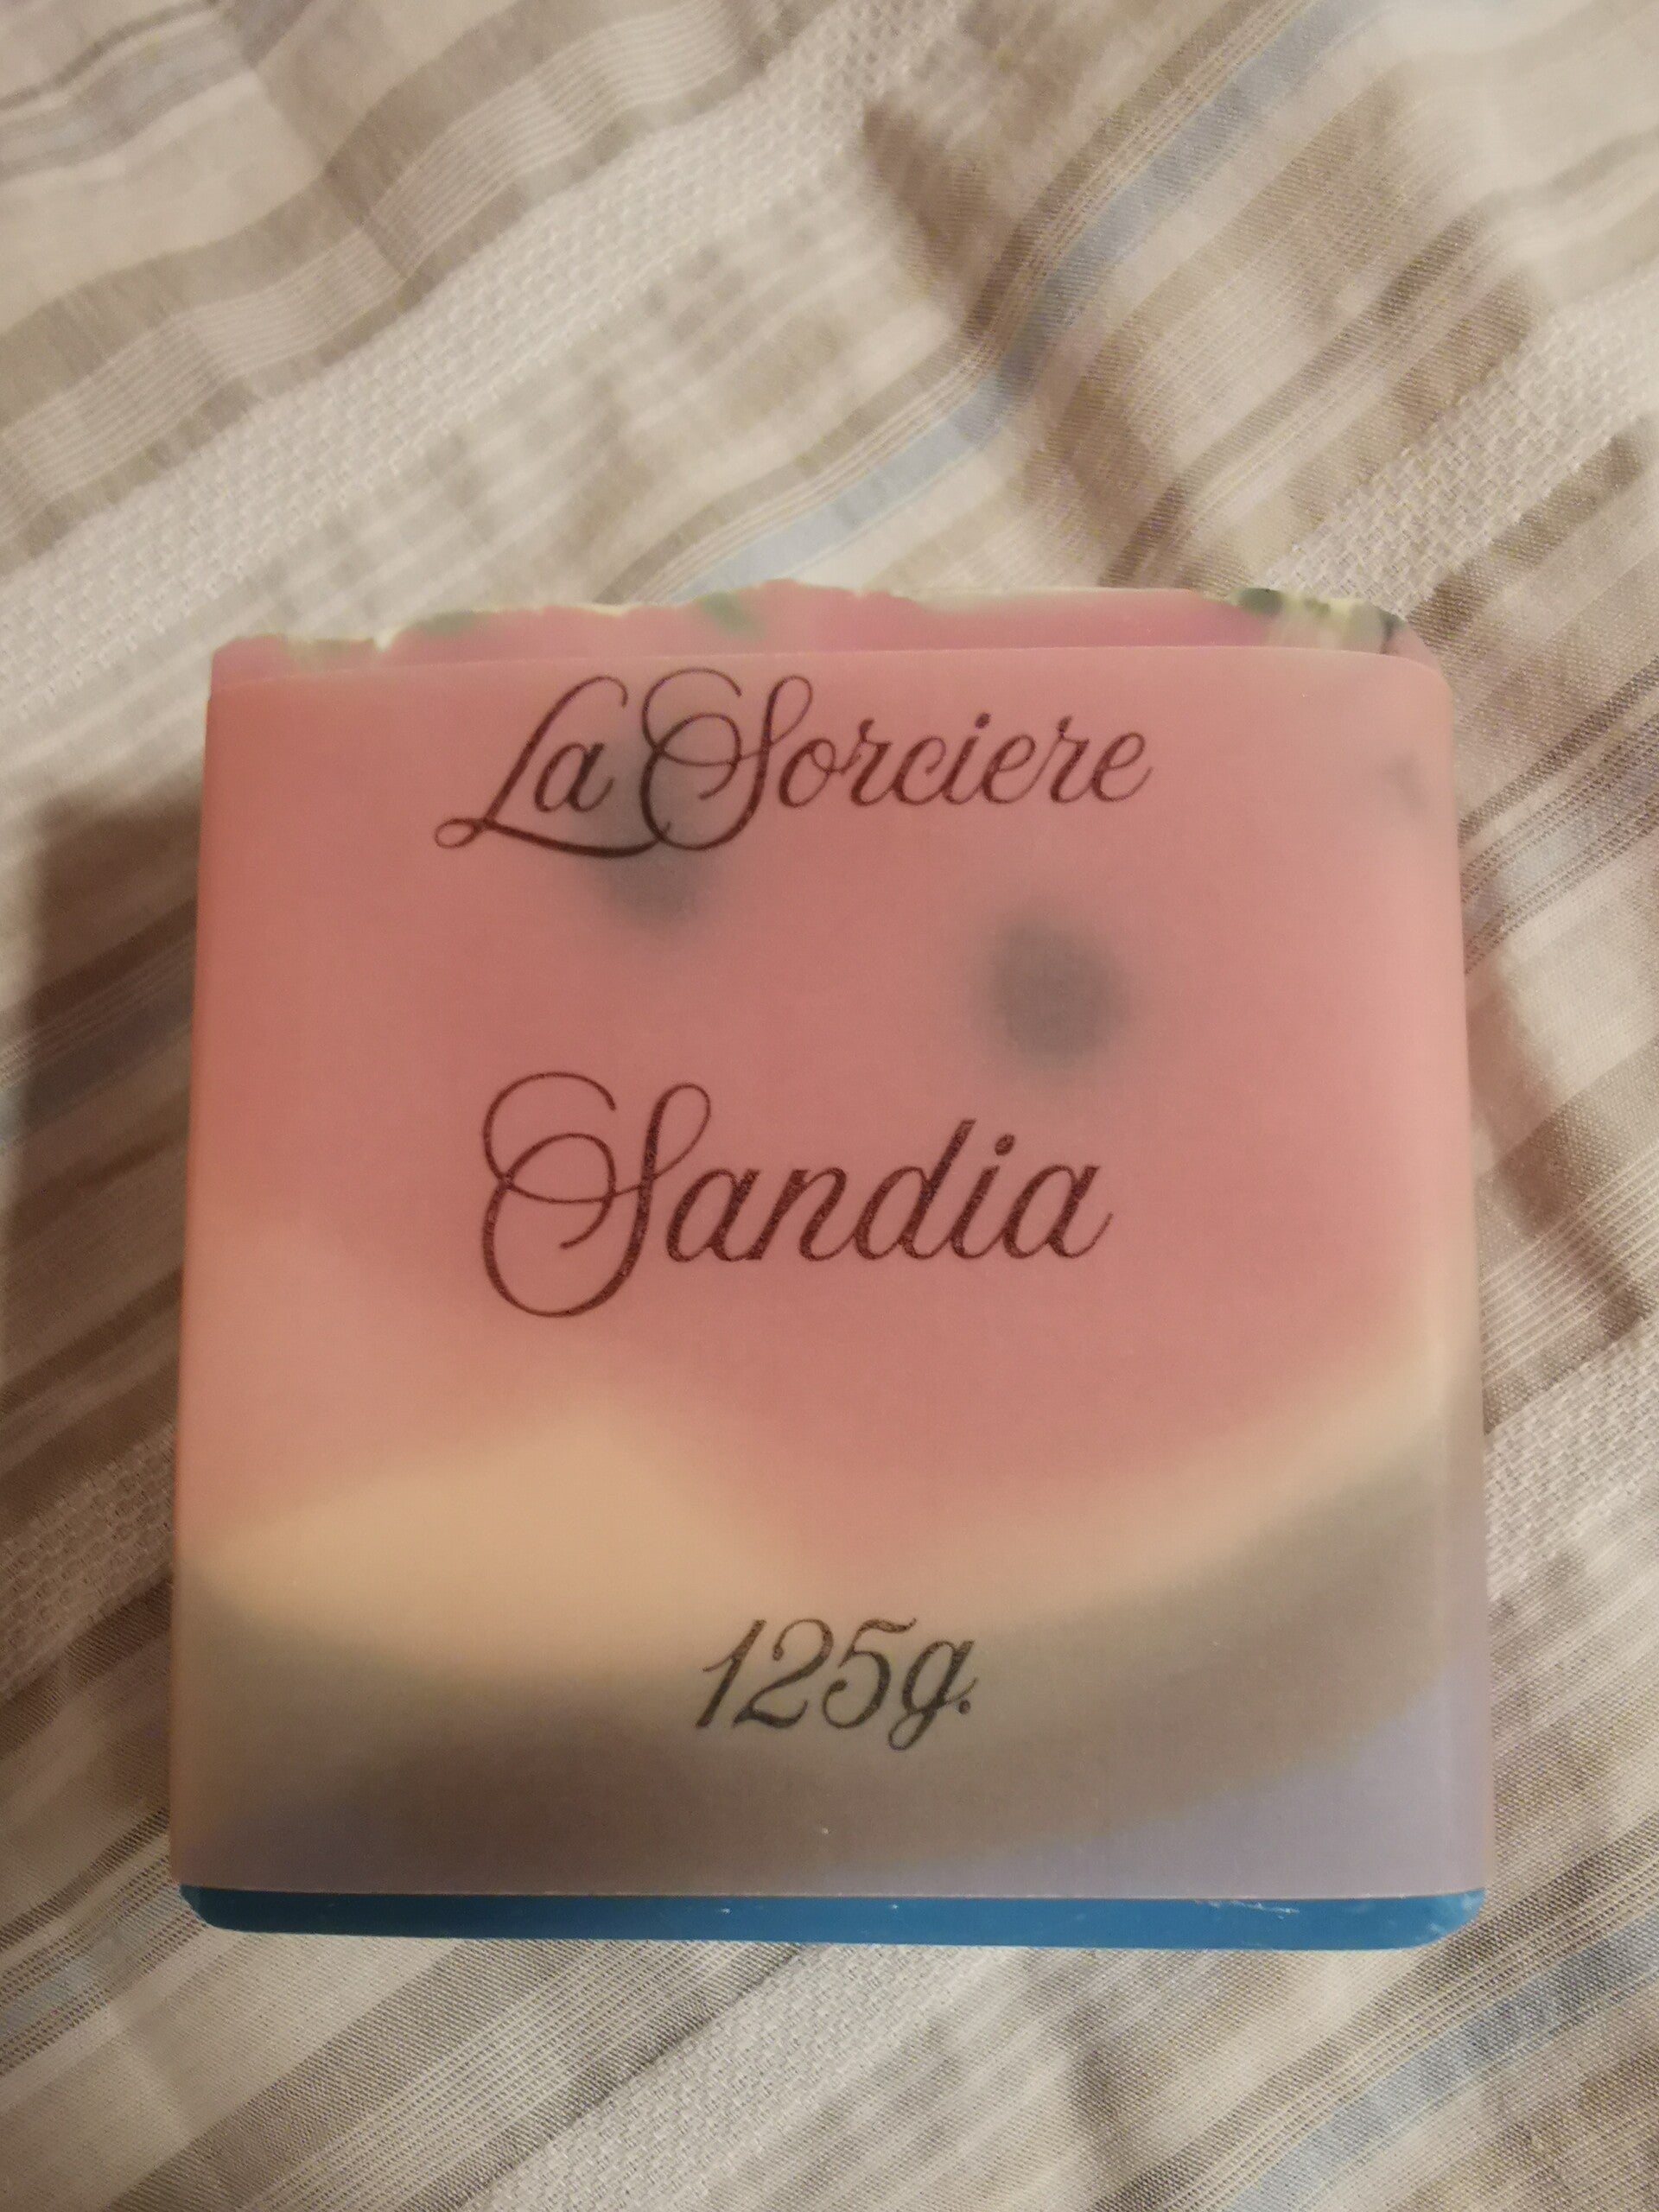 La Sorciere
Sandia
125g.